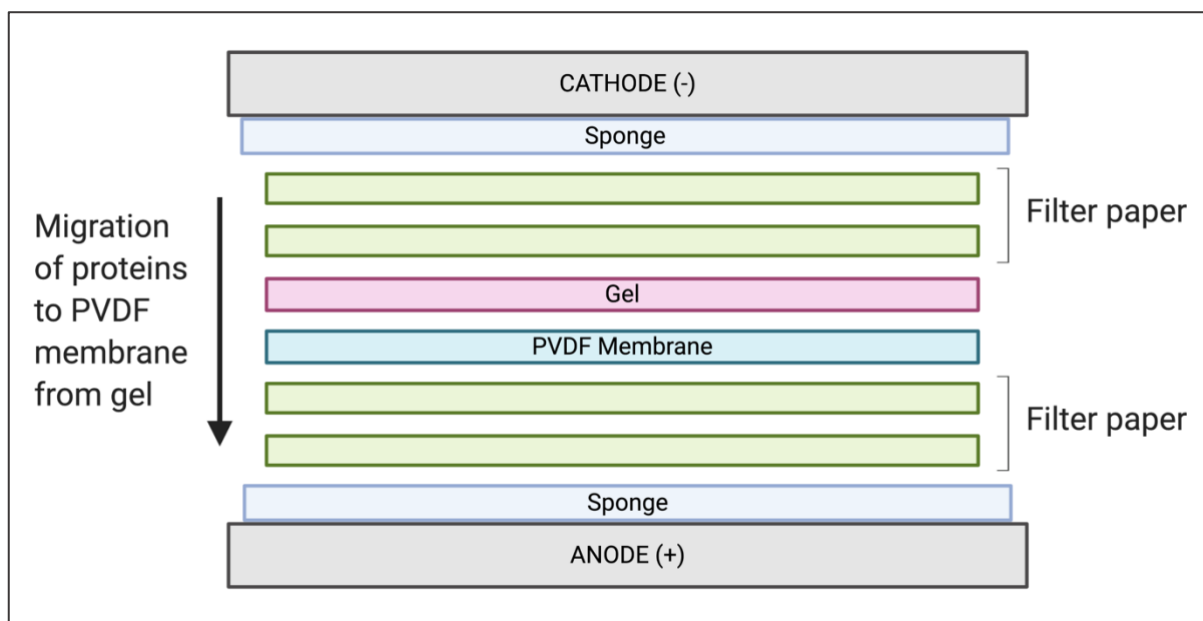 CATHODE (-)
Sponge
Filter paper
Migration
of proteins
to PVDF
membrane
from gel
Gel
PVDF Membrane
Filter paper
Sponge
ANODE (+)